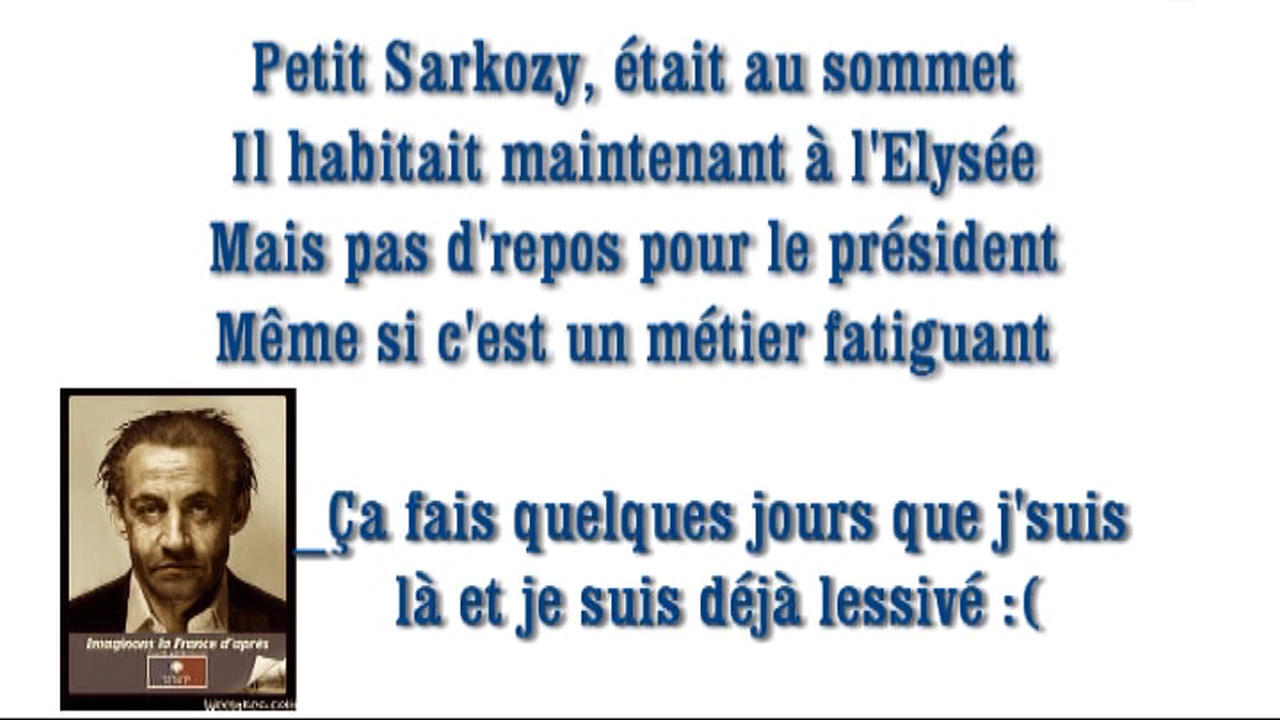 Petit Sarkozy, était au sommet
Il habitait maintenant à l'Elysée
Mais pas d'repos pour le président
Même si c'est un métier fatiguant
_Ça fais quelques jours que j'suis
là et je suis déjà lessivé :(
Imaginons la France d'après
UMP